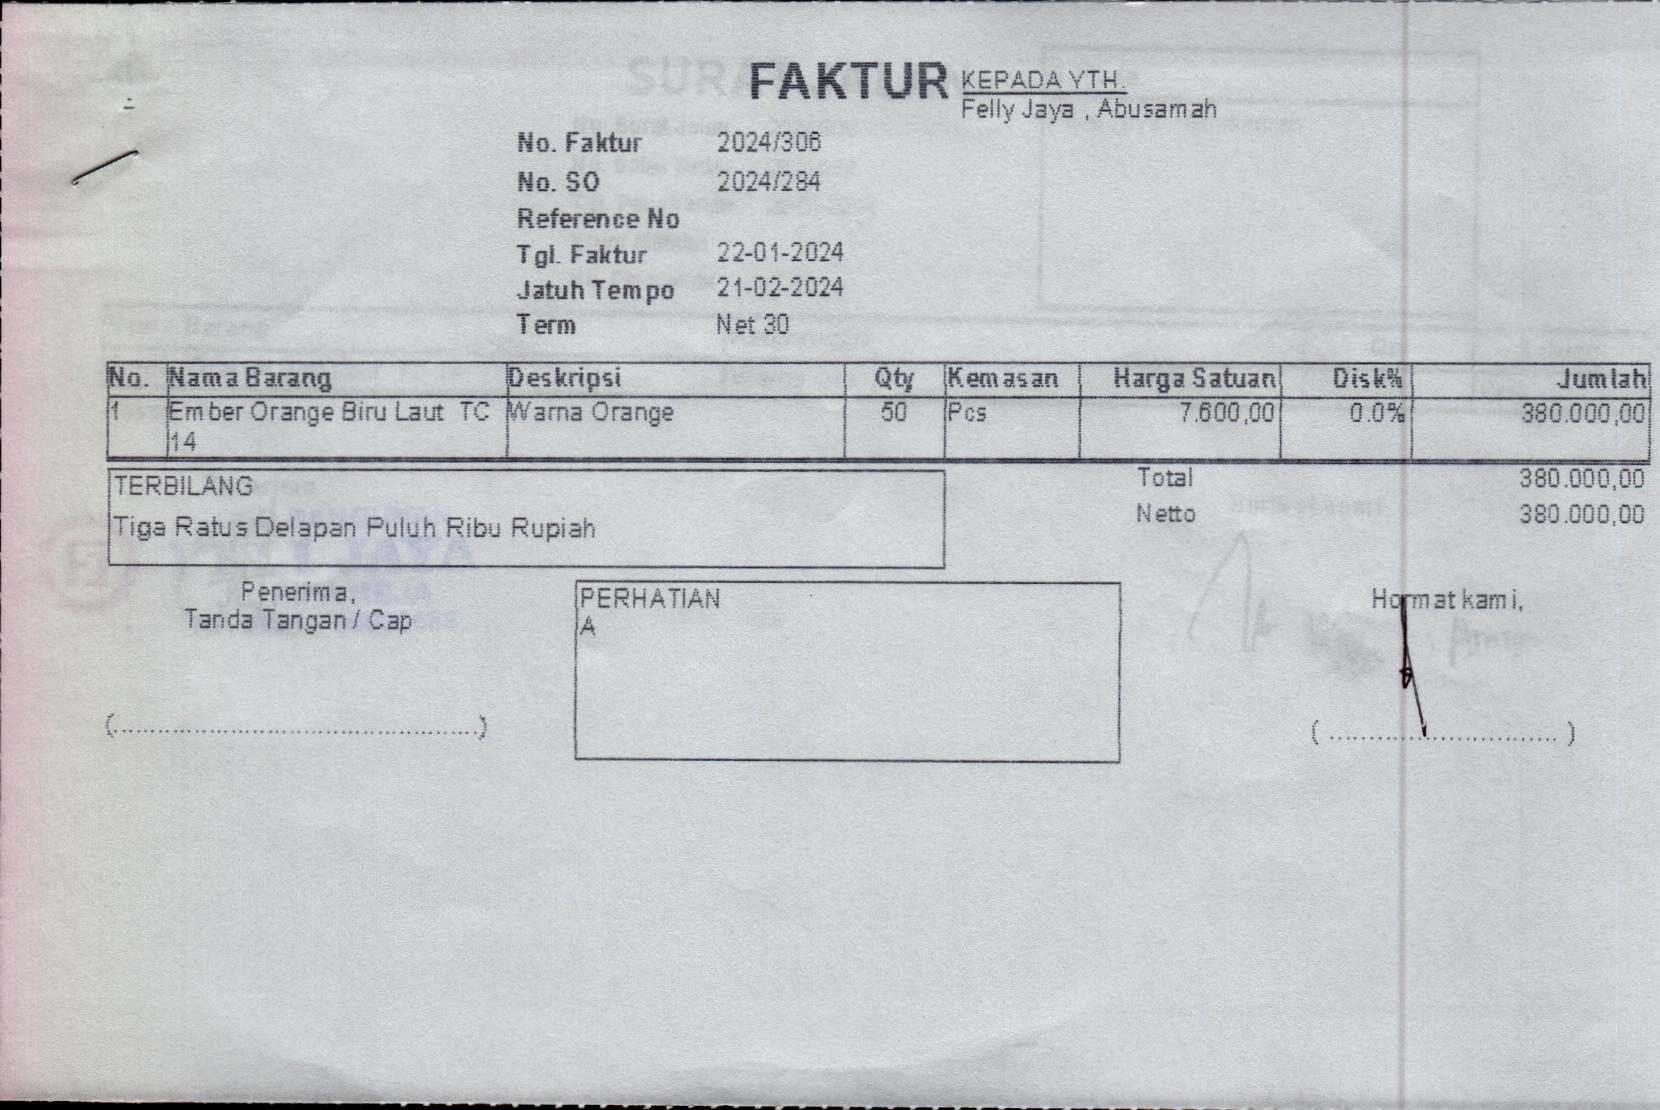 FAKTUR
KEPADA YTH.
Felly Jaya , Abusamah
No. Faktur 2024/306
No. SO 2024/284
Reference No
Tgl. Faktur 22-01-2024
Jatuh Tempo 21-02-2024
Term Net 30
No. Nama Barang Deskripsi Qty Kemasan Harga Satuan Disk% Jumlah
1 Ember Orange Biru Laut TC Warna Orange 50 Pcs 7.600,00 0.0% 380.000,00
14
Total 380.000,00
TERBILANG
Netto 380.000,00
Tiga Ratus Delapan Puluh Ribu Rupiah
Penerima,
Tanda Tangan / Cap
PERHATIAN
A
Hormat kami,
(................................................)
( .............................. )